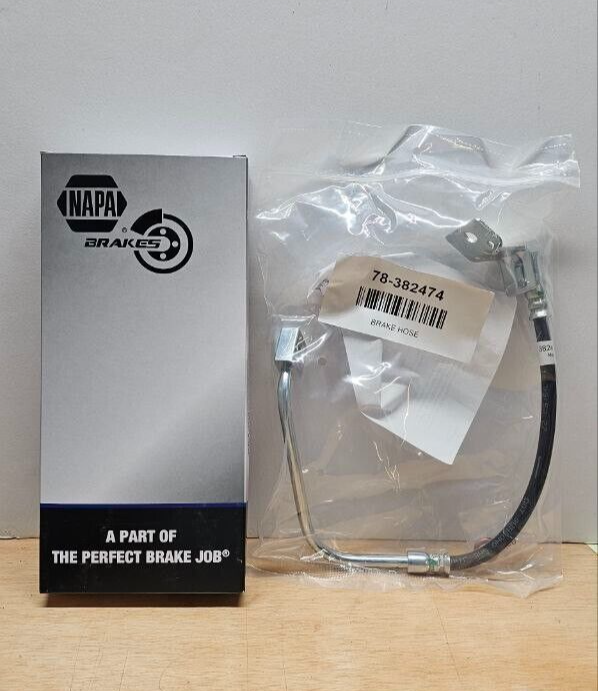 NAPA
BRAKES
A PART OF
THE PERFECT BRAKE JOB®
78-382474
BRAKE HOSE